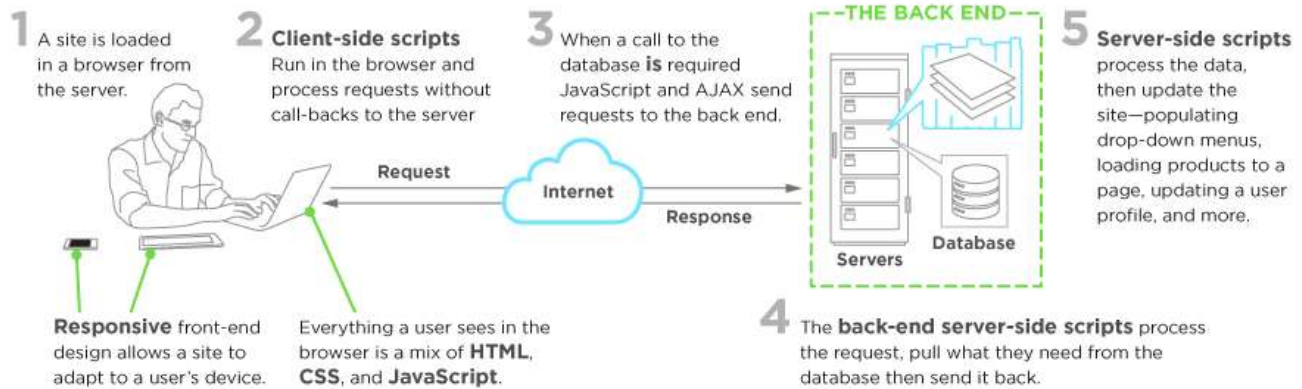 1
A site is loaded
in a browser from
the server.
2
Client-side scripts
Run in the browser and
process requests without
call-backs to the server
3
When a call to the
database is required
JavaScript and AJAX send
requests to the back end.
THE BACK END
5
Server-side scripts
process the data,
then update the
site—populating
drop-down menus,
loading products to a
page, updating a user
profile, and more.
Request
Internet
Response
Servers
Database
Responsive front-end
design allows a site to
adapt to a user's device.
Everything a user sees in the
browser is a mix of HTML,
CSS, and JavaScript.
4
The back-end server-side scripts process
the request, pull what they need from the
database then send it back.